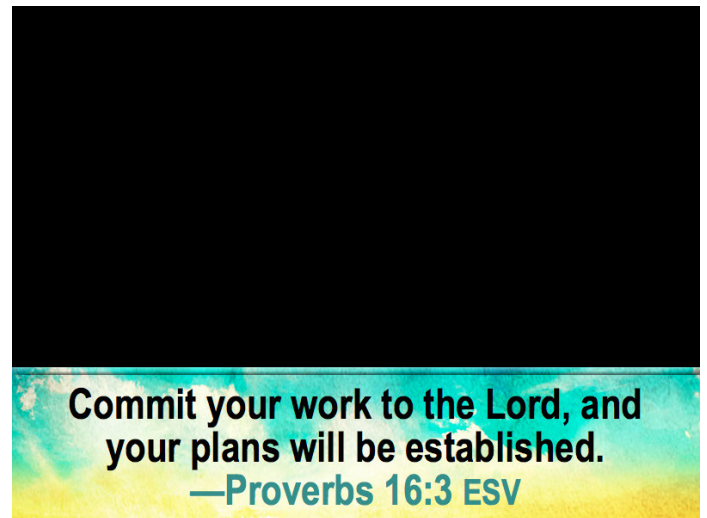 Commit your work to the Lord, and
your plans will be established.
—Proverbs 16:3 ESV